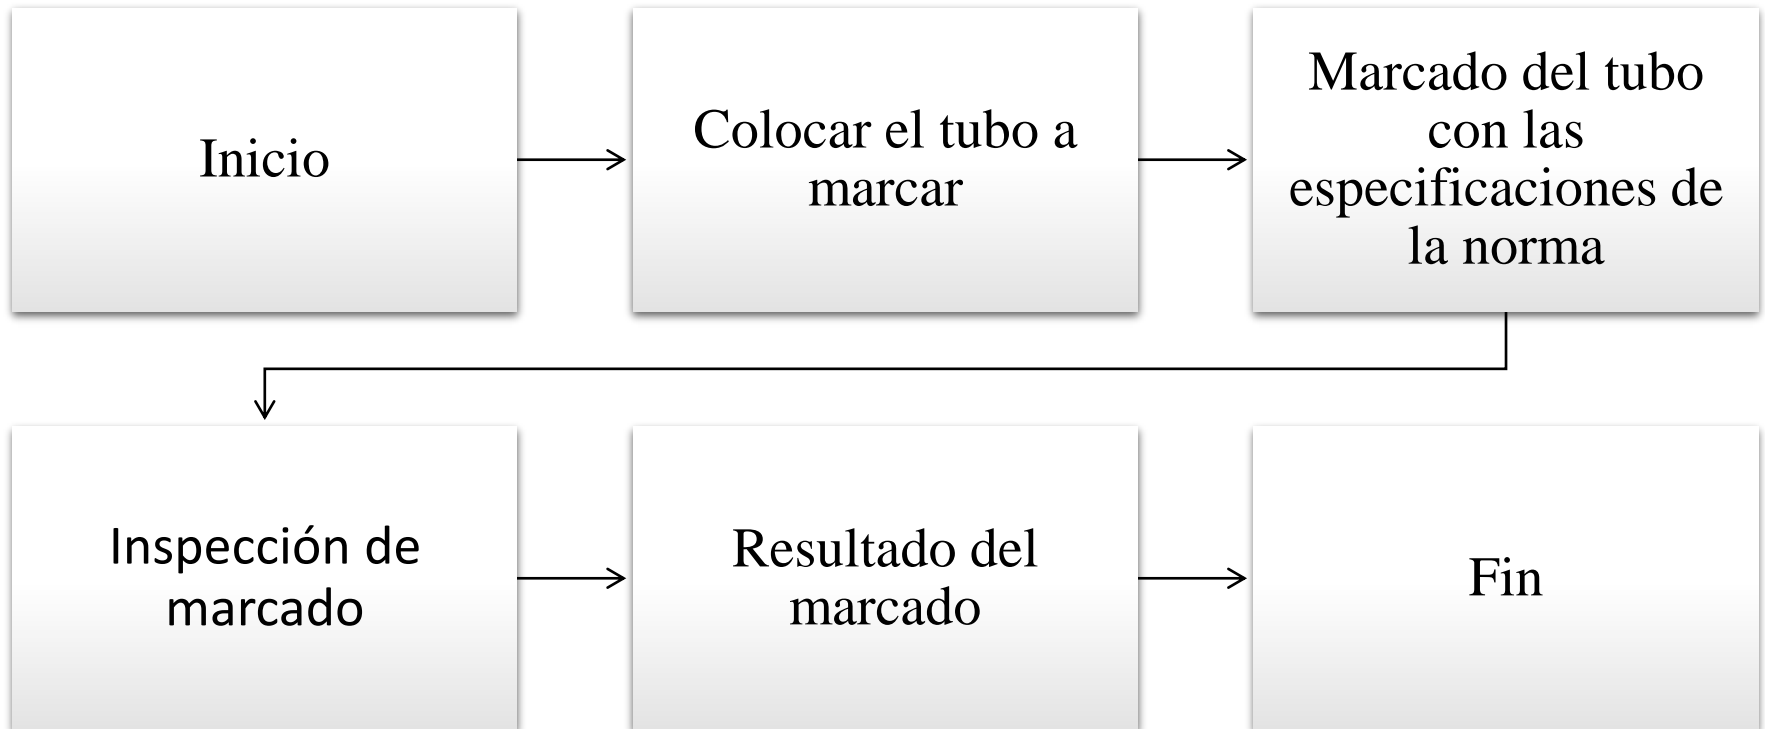 Inicio
Colocar el tubo a
marcar
Marcado del tubo
con las
especificaciones de
la norma
Inspección de
marcado
Resultado del
marcado
Fin